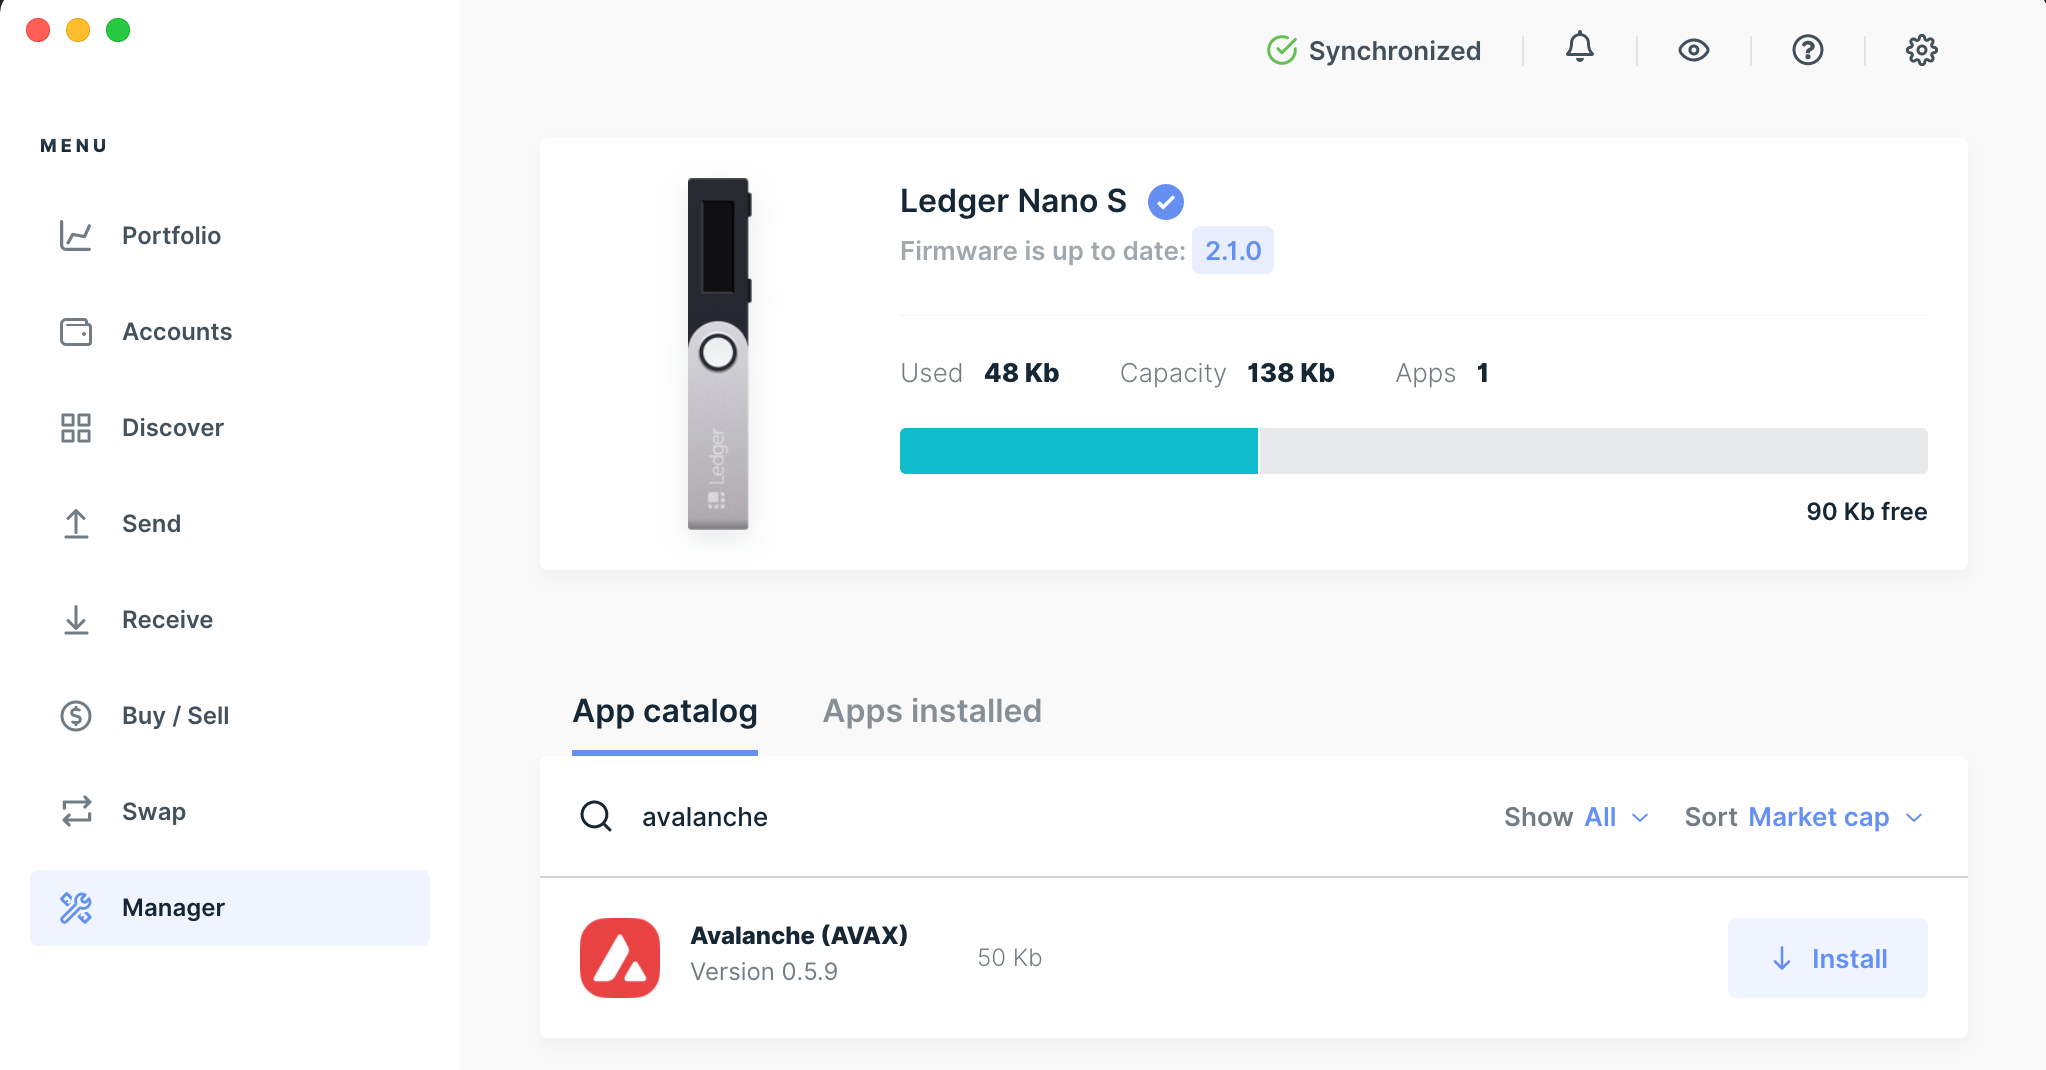 Synchronized
MENU
Portfolio
Accounts
Discover
Send
Receive
Buy / Sell
Swap
Manager
Ledger Nano S
Firmware is up to date: 2.1.0
Used 48 Kb Capacity 138 Kb Apps 1
90 Kb free
Ledger
App catalog Apps installed
avalanche Show All Sort Market cap
Avalanche (AVAX)
Version 0.5.9
50 Kb
Install